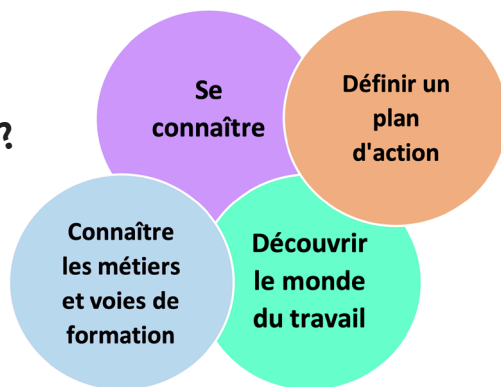 ?
Se
connaître
Définir un
plan
d'action
Connaître
les métiers
et voies de
formation
Découvrir
le monde
du travail